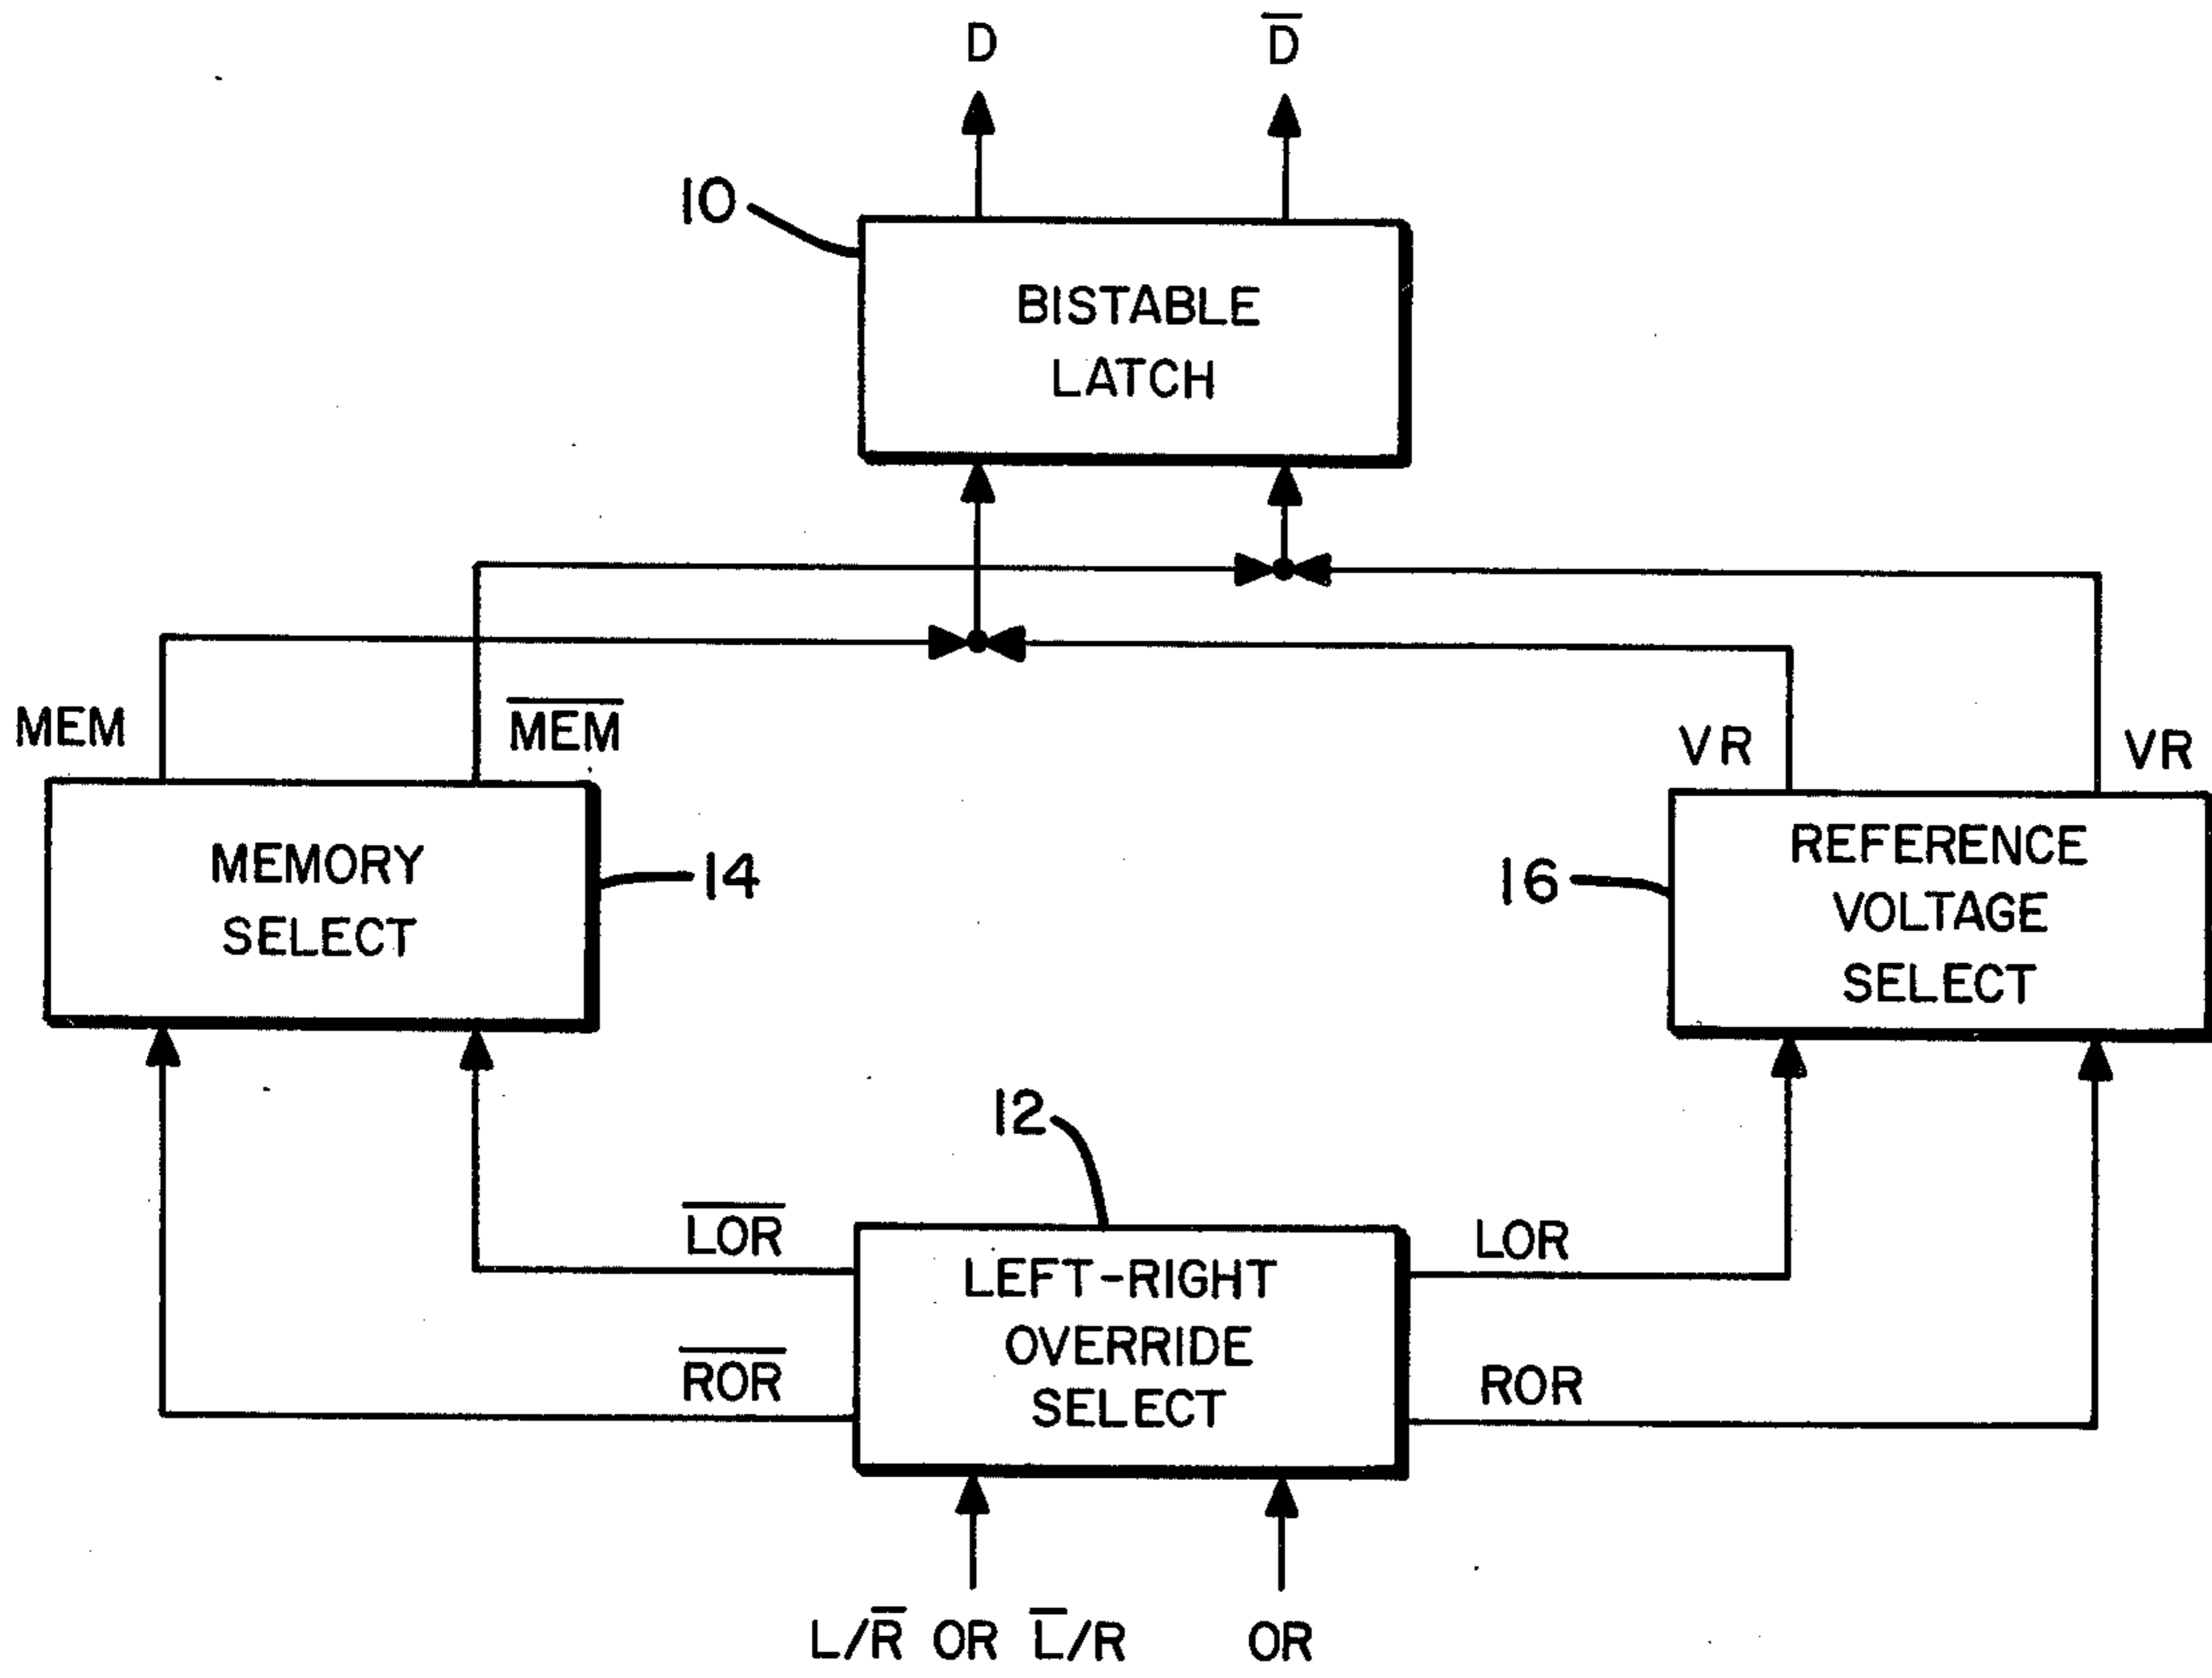 D D̅
10
BISTABLE
LATCH
MEM M̅E̅M̅ VR VR
MEMORY
SELECT
14
16
REFERENCE
VOLTAGE
SELECT
12
L̅O̅R̅ LOR
LEFT-RIGHT
OVERRIDE
SELECT
R̅O̅R̅ ROR
L/R̅ OR L̅/R OR